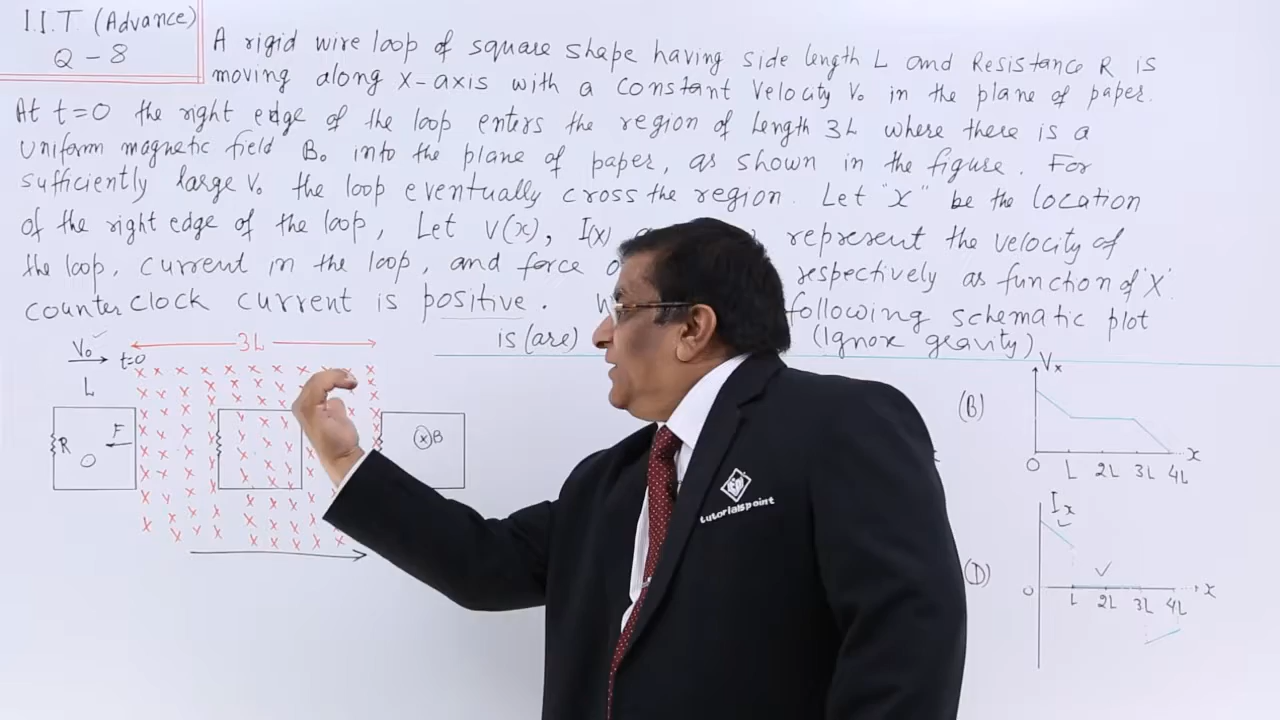 I.I.T (Advance)
Q - 8
A rigid wire loop of square shape having side length L and Resistance R is
moving along X-axis with a Constant Velocity V₀ in the plane of paper.
At t=0 the right edge of the loop enters the region of Length 3L where there is a
Uniform magnetic field B₀ into the plane of paper, as shown in the figure. For
sufficiently large V₀ the loop eventually cross the region. Let "X" be the location
of the right edge of the loop, Let V(x), I(x) represent the velocity of
the loop, current in the loop, and force respectively as function of 'X'.
counter clock current is positive. following schematic plot
is (are) (Ignore gravity)
V₀
t=0
3L
L
R
F
B
(B)
Vx
O
L 2L 3L 4L
x
(D)
Ix
O
L 2L 3L 4L
x
tutorialspoint